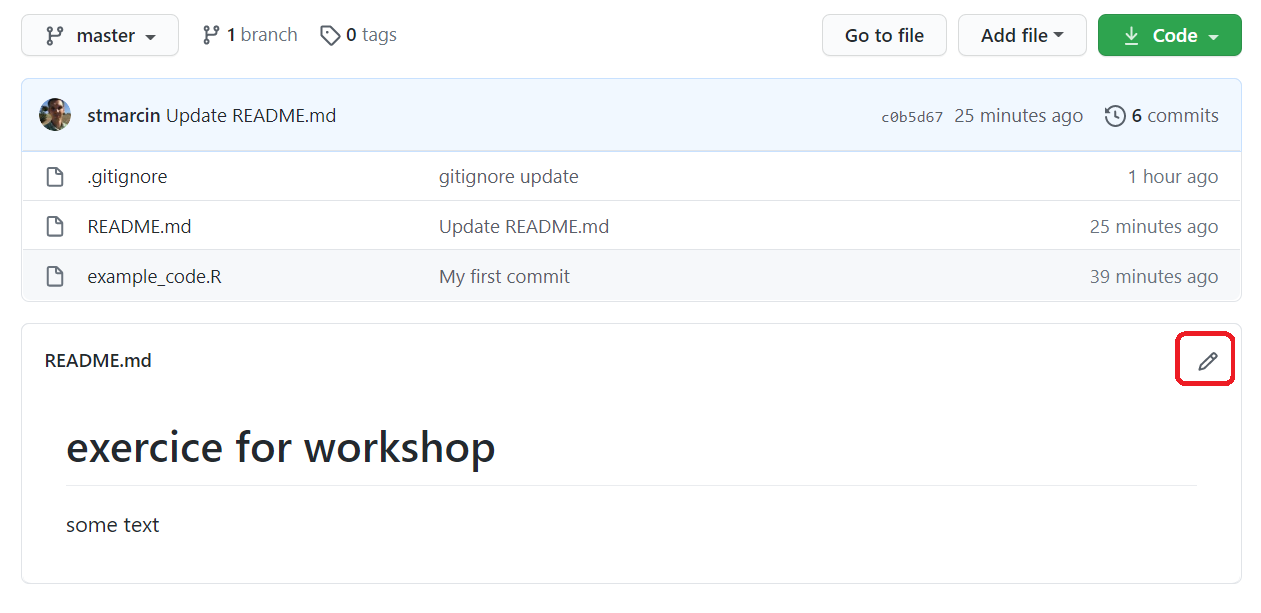 master 1 branch 0 tags Go to file Add file Code
stmarcin Update README.md c0b5d67 25 minutes ago 6 commits
.gitignore gitignore update 1 hour ago
README.md Update README.md 25 minutes ago
example_code.R My first commit 39 minutes ago
README.md
exercice for workshop
some text